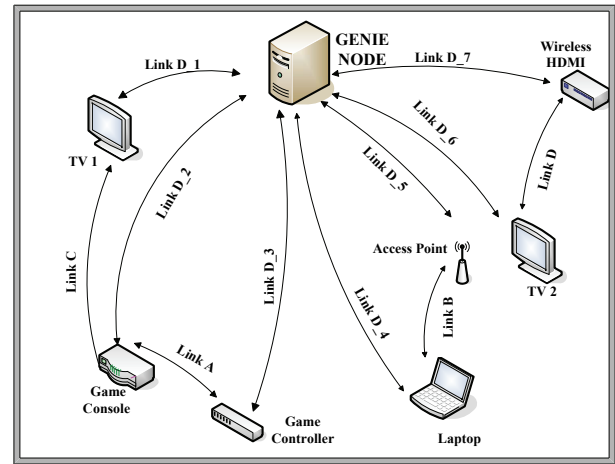 GENIE
NODE
Wireless
HDMI
Link D_1
Link D_7
TV 1
Link D_2
Link D_6
Link D_5
Link D
Link C
Link D_3
Access Point
TV 2
Link D_4
Link B
Link A
Game
Console
Game
Controller
Laptop